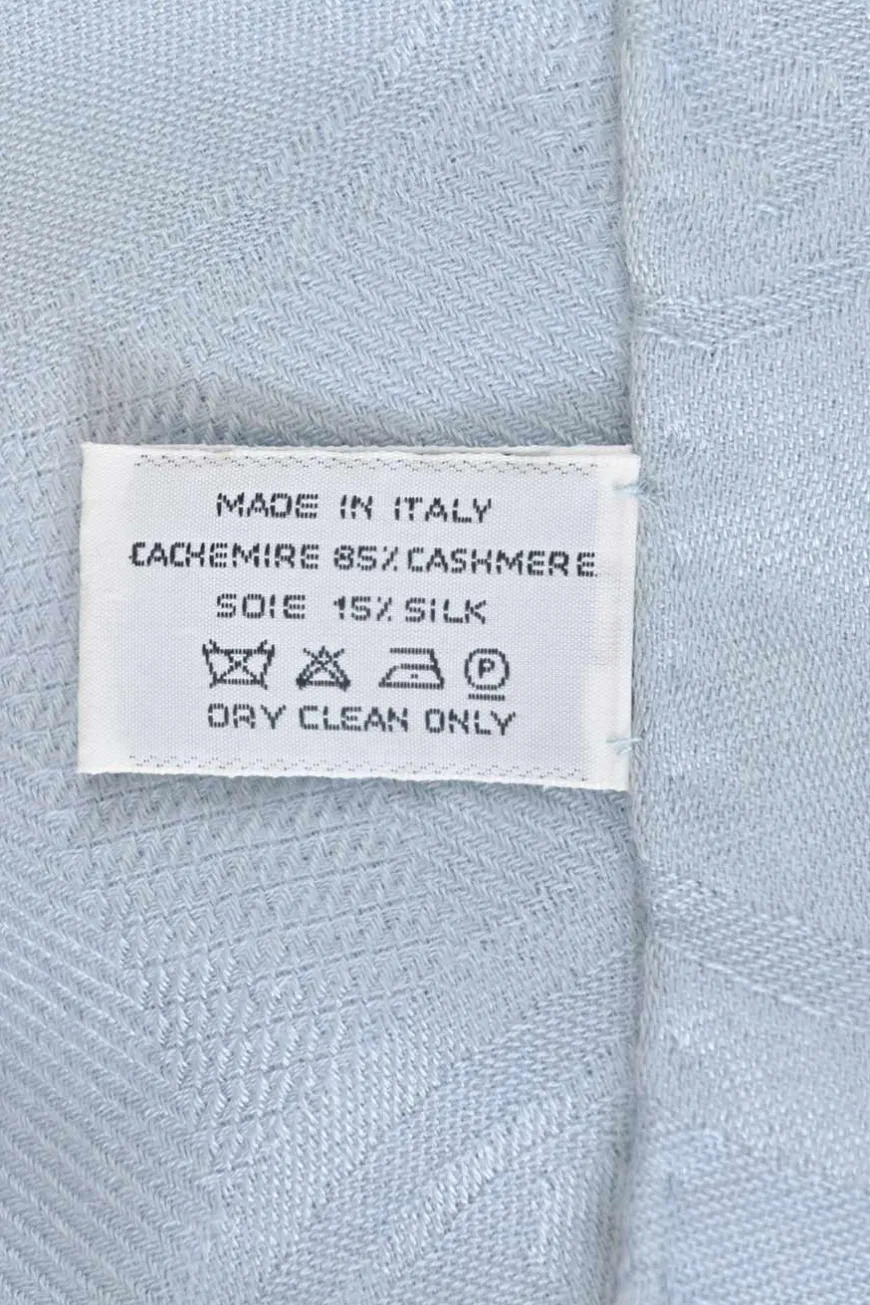 MADE IN ITALY
CACHEMIRE 85% CASHMERE
SOIE 15% SILK
P
DRY CLEAN ONLY